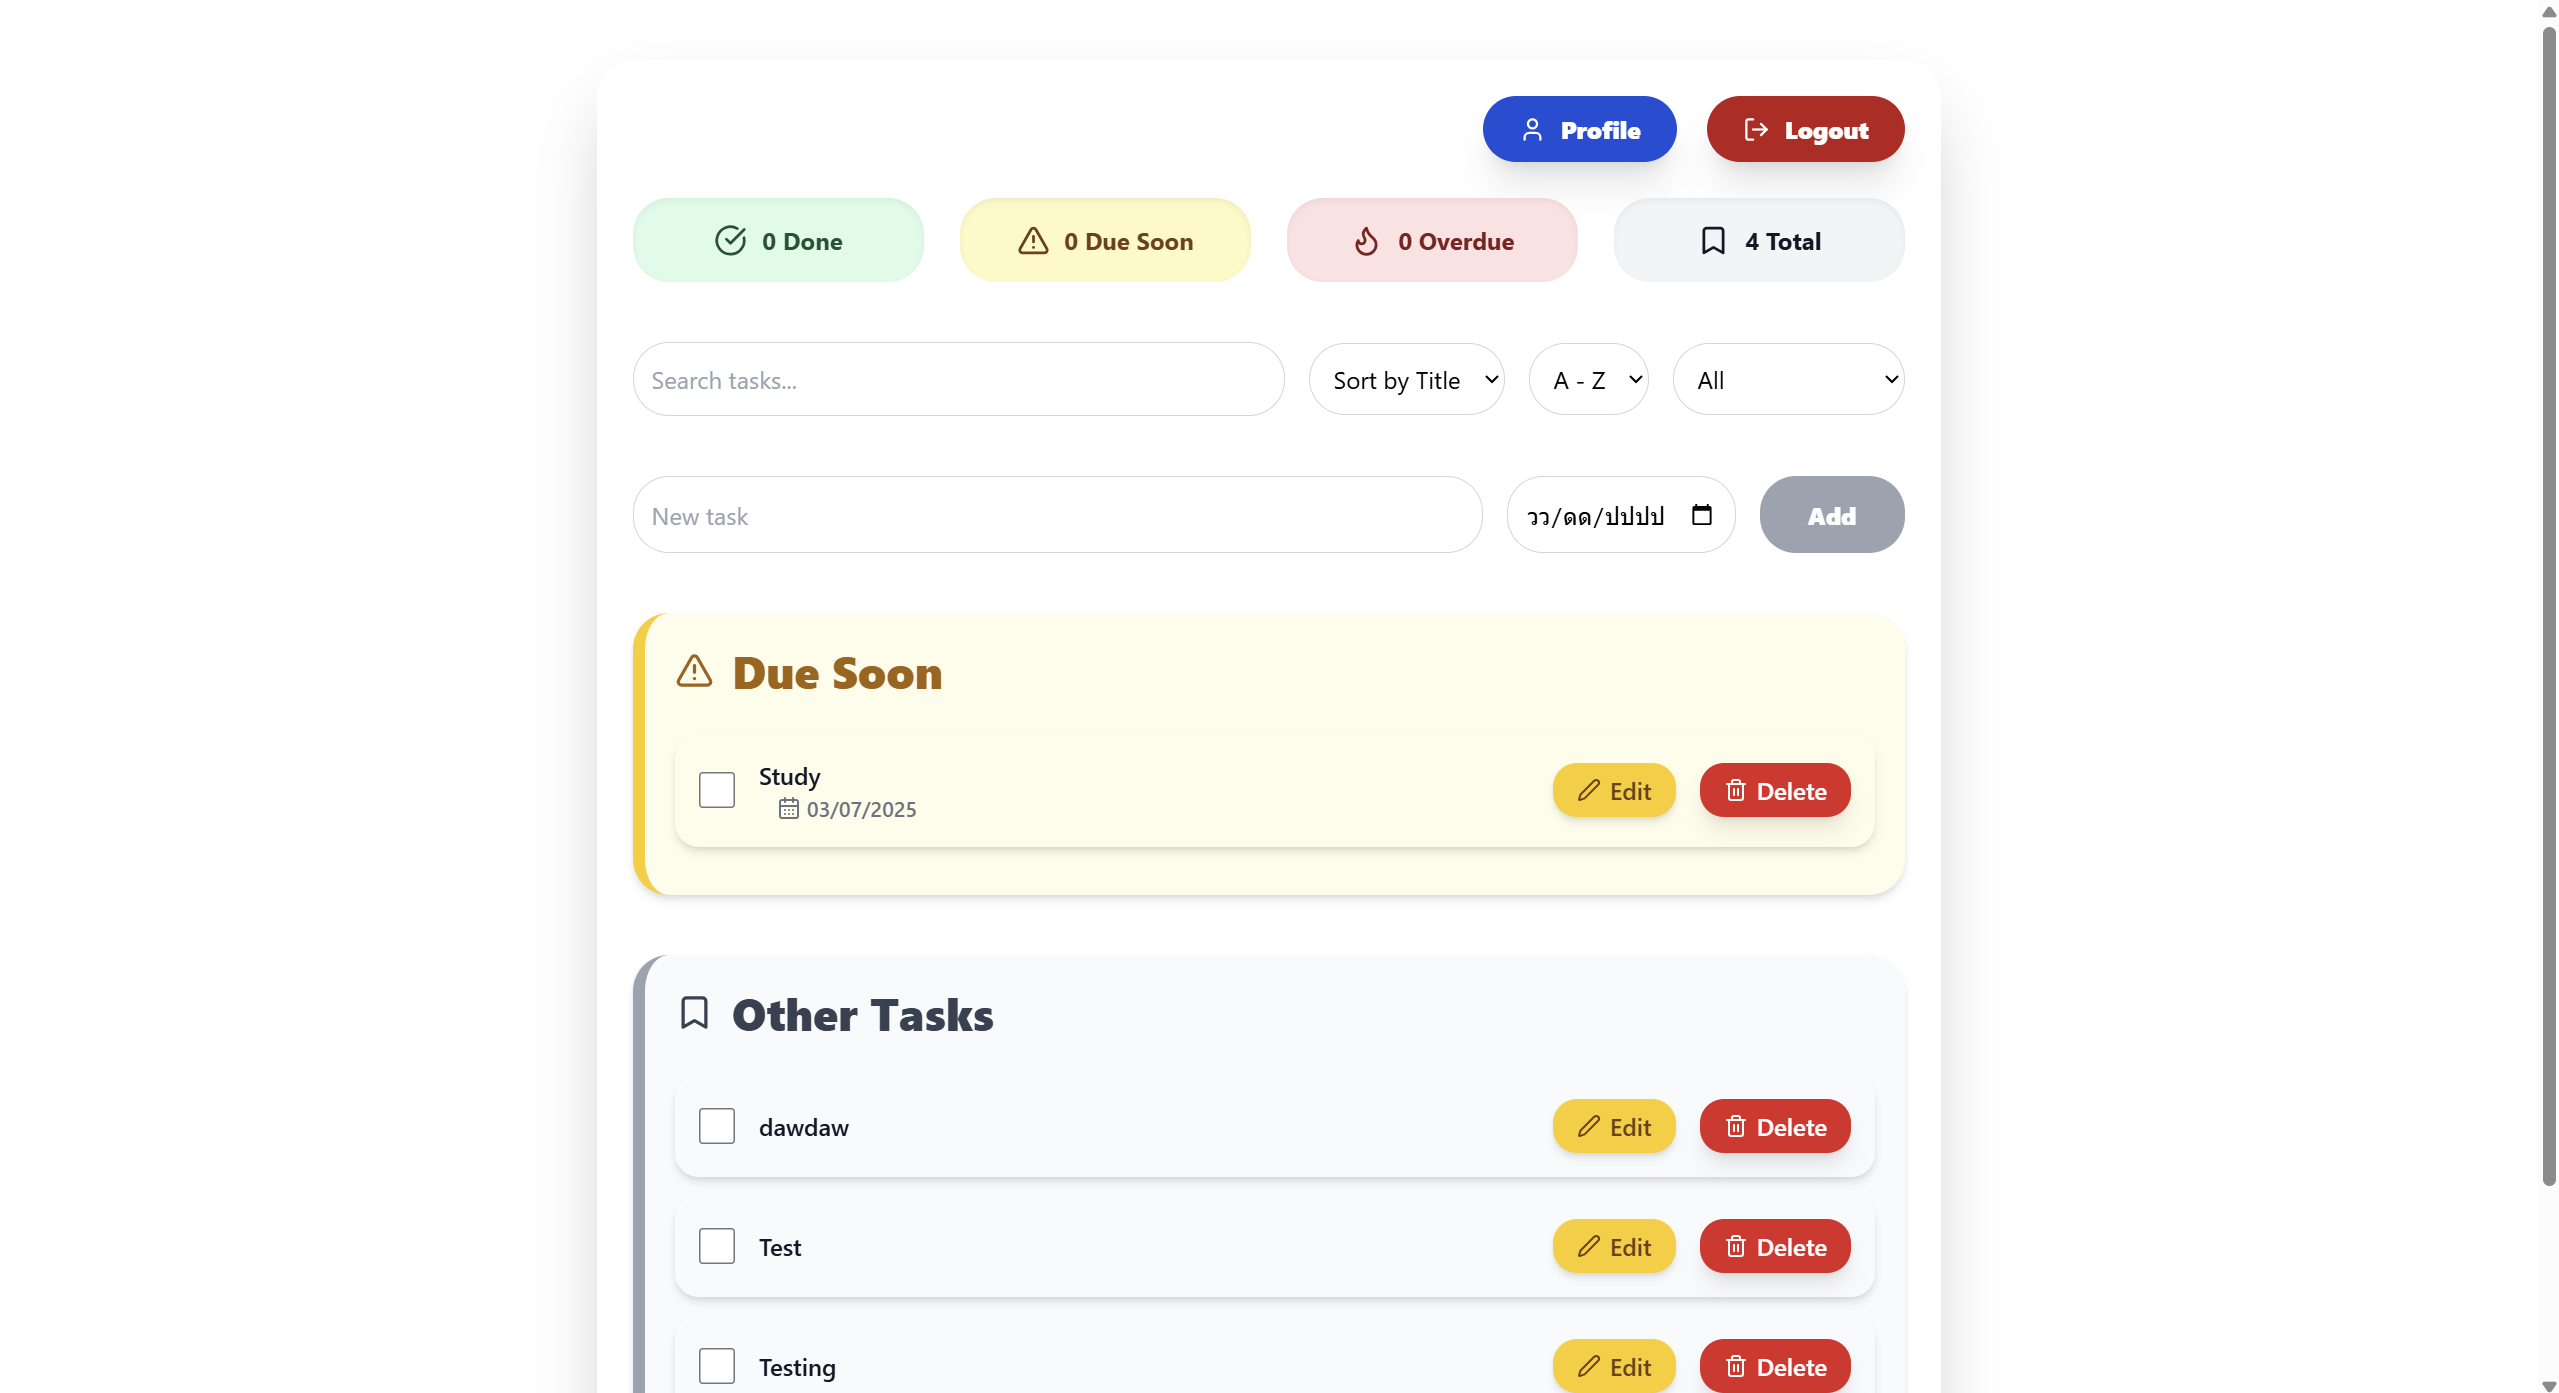 Profile
Logout
0 Done
0 Due Soon
0 Overdue
4 Total
Search tasks...
Sort by Title
A - Z
All
New task
วว/ดด/ปปปป
Add
Due Soon
Study
03/07/2025
Edit
Delete
Other Tasks
dawdaw
Edit
Delete
Test
Edit
Delete
Testing
Edit
Delete